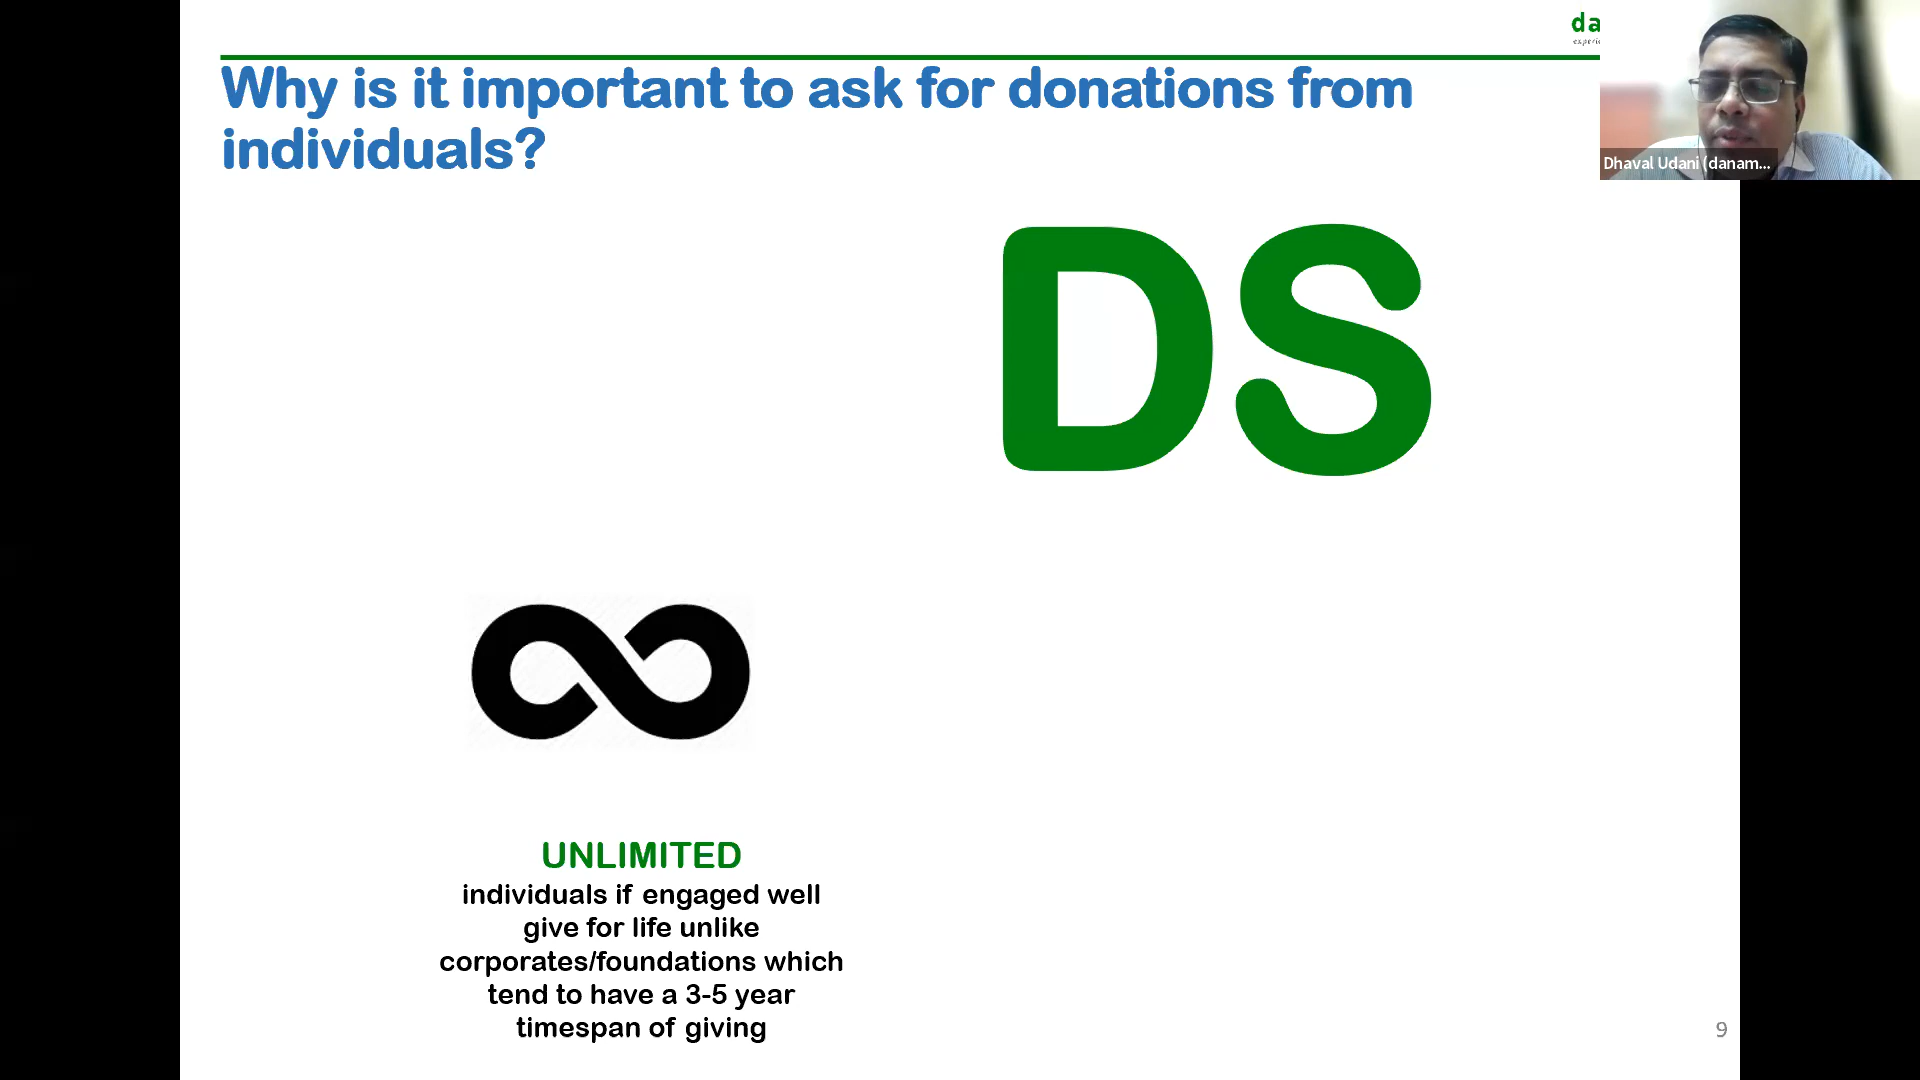 da
Why is it important to ask for donations from
individuals?
Dhaval Udani (danam...
DS
UNLIMITED
individuals if engaged well
give for life unlike
corporates/foundations which
tend to have a 3-5 year
timespan of giving
9